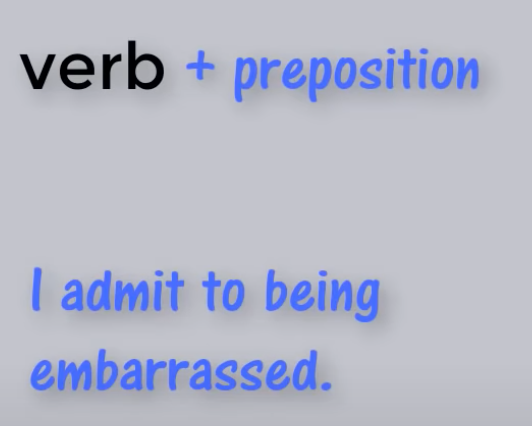 verb + preposition
I admit to being
embarrassed.